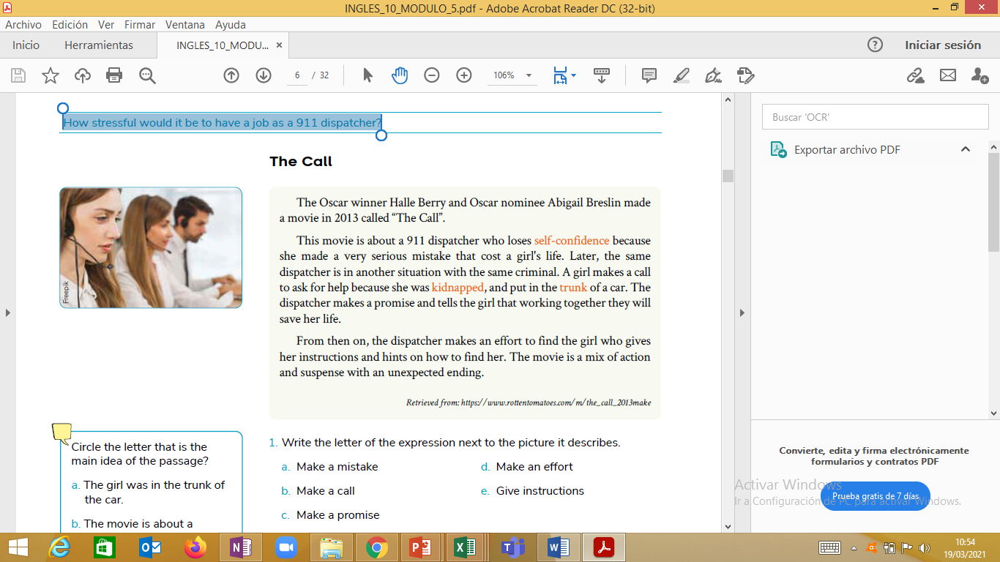 INGLES_10_MODULO_5.pdf - Adobe Acrobat Reader DC (32-bit)
Archivo Edición Ver Firmar Ventana Ayuda
Inicio Herramientas INGLES_10_MODU... Iniciar sesión
6 / 32 106%
How stressful would it be to have a job as a 911 dispatcher?
The Call
Freepik
The Oscar winner Halle Berry and Oscar nominee Abigail Breslin made
a movie in 2013 called “The Call”.
This movie is about a 911 dispatcher who loses self-confidence because
she made a very serious mistake that cost a girl's life. Later, the same
dispatcher is in another situation with the same criminal. A girl makes a call
to ask for help because she was kidnapped, and put in the trunk of a car. The
dispatcher makes a promise and tells the girl that working together they will
save her life.
From then on, the dispatcher makes an effort to find the girl who gives
her instructions and hints on how to find her. The movie is a mix of action
and suspense with an unexpected ending.
Retrieved from: https://www.rottentomatoes.com/m/the_call_2013make
Circle the letter that is the
main idea of the passage?
a. The girl was in the trunk of
the car.
b. The movie is about a
1. Write the letter of the expression next to the picture it describes.
a. Make a mistake
b. Make a call
c. Make a promise
d. Make an effort
e. Give instructions
Buscar 'OCR'
Exportar archivo PDF
Convierte, edita y firma electrónicamente
formularios y contratos PDF
Prueba gratis de 7 días
Activar Windows
Ir a Configuración de PC para activar Windows.
10:54
19/03/2021